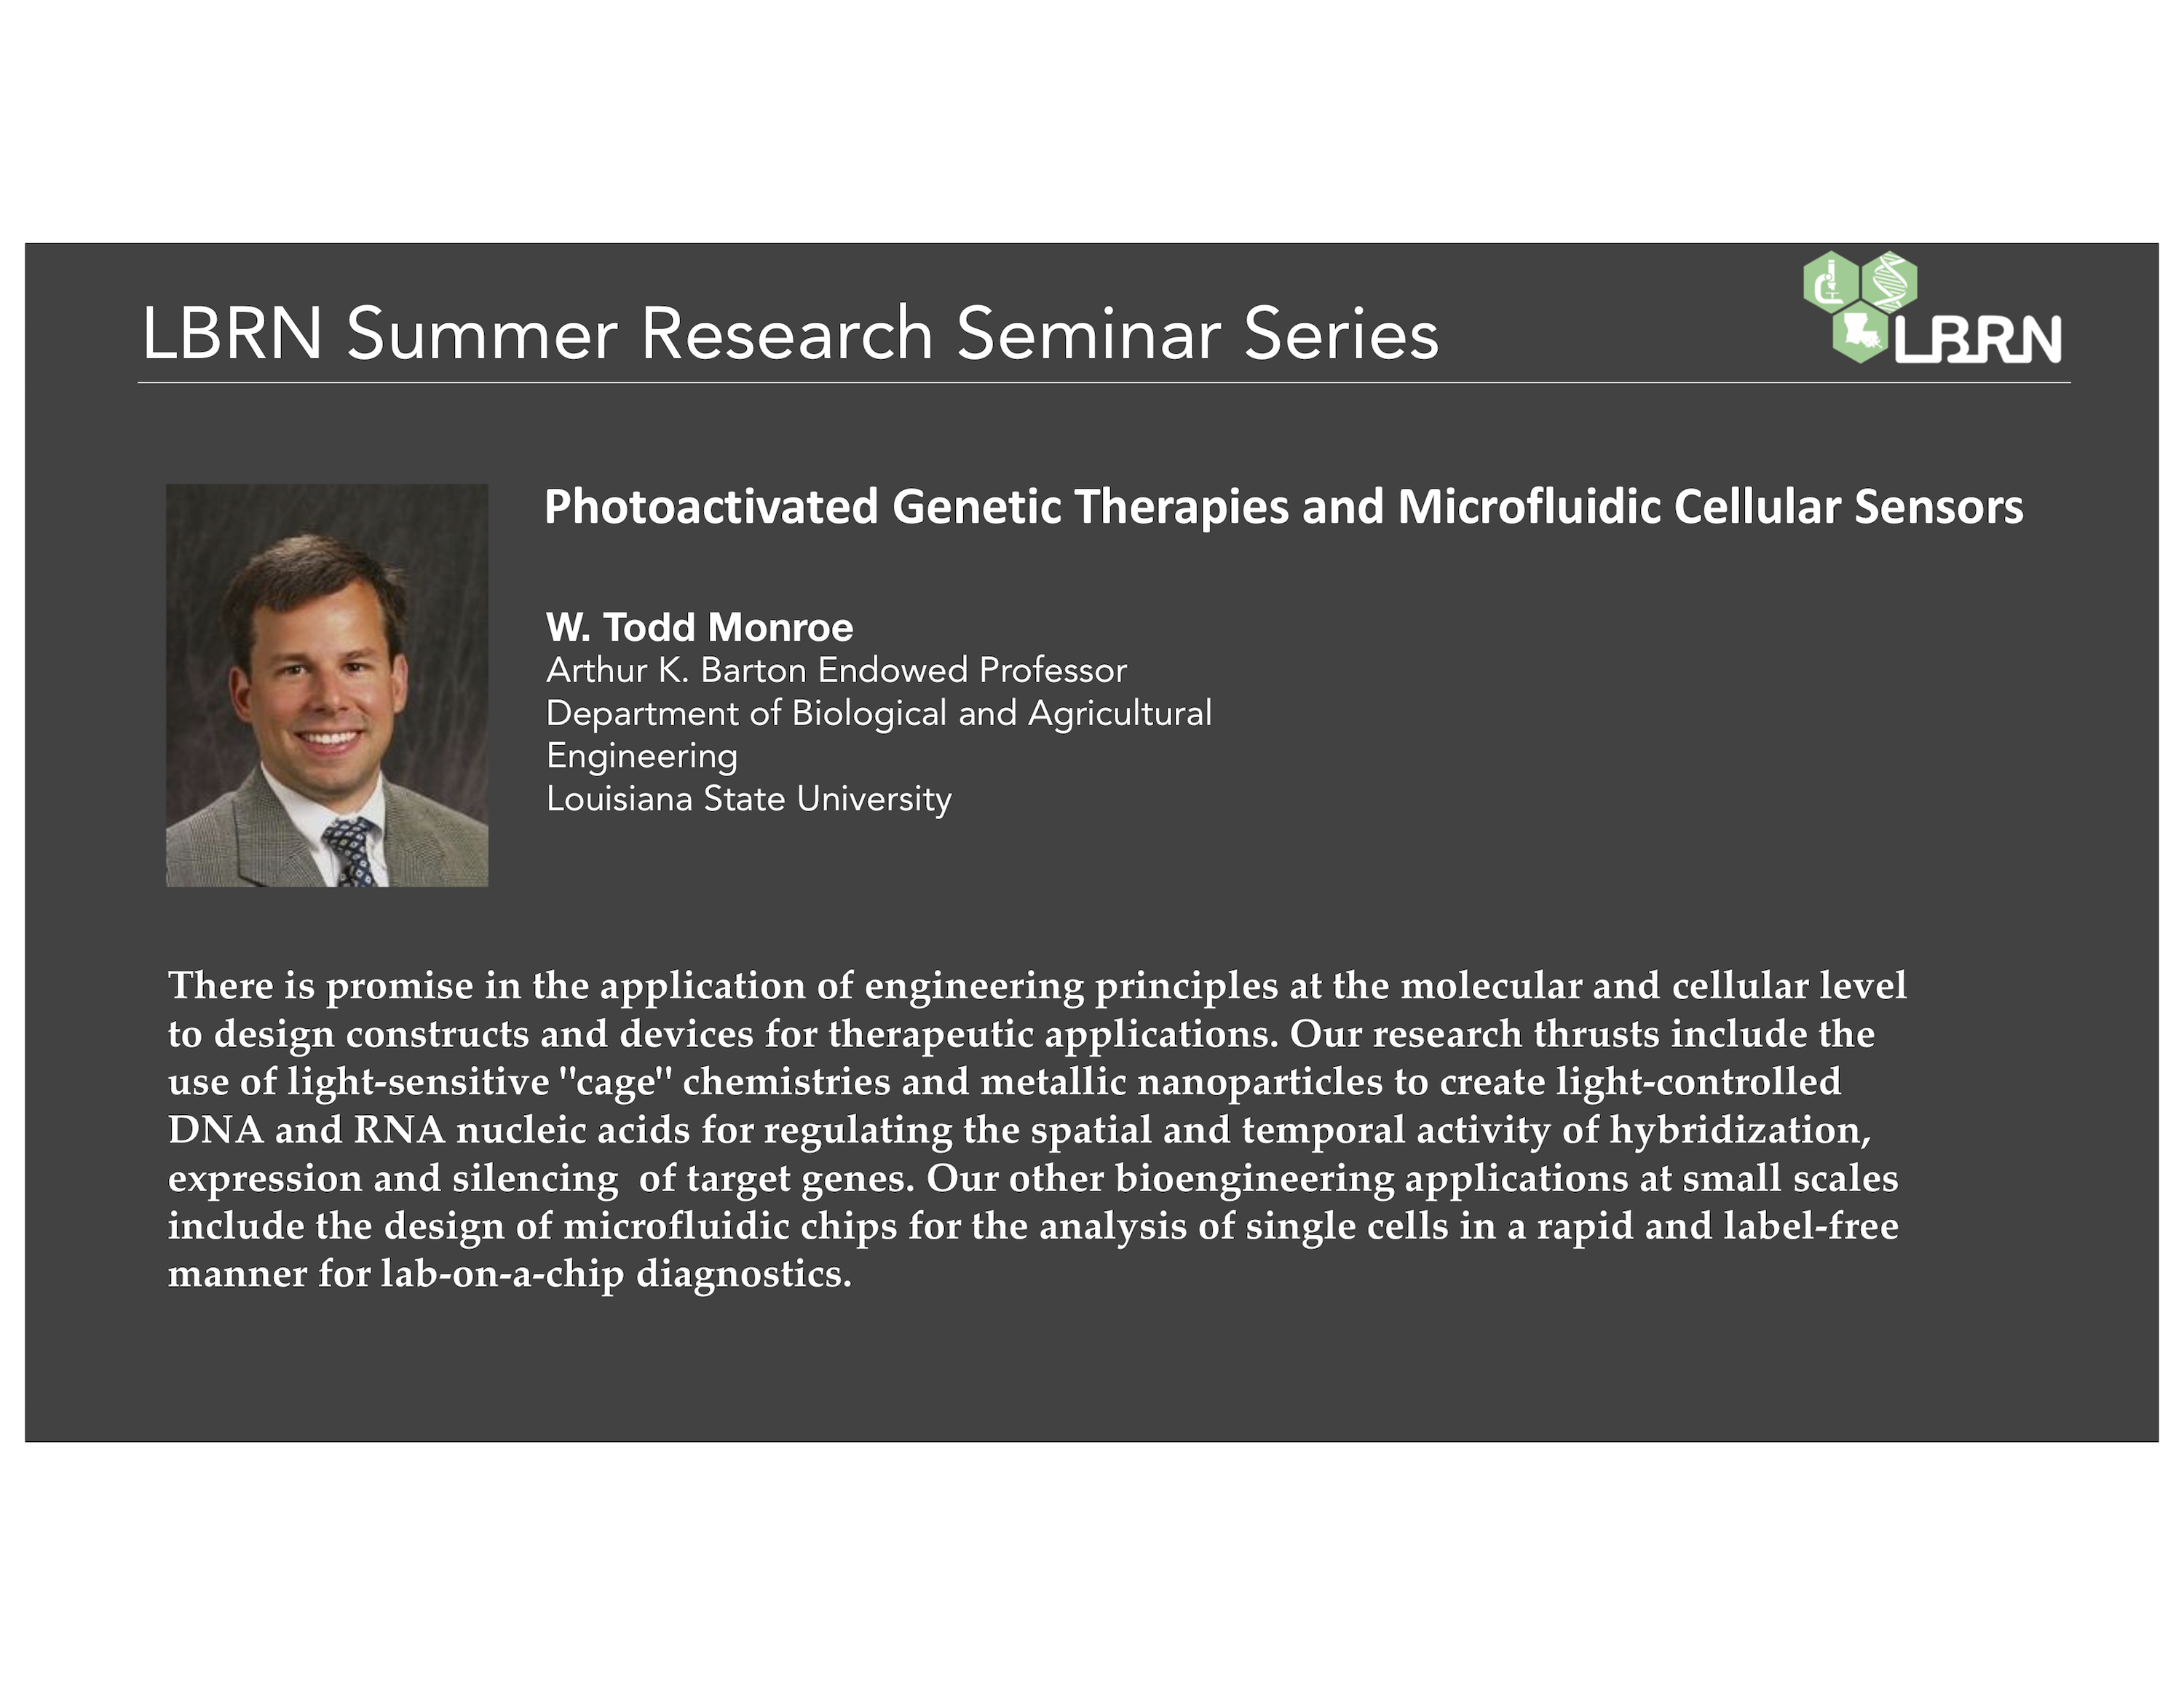 LBRN Summer Research Seminar Series
LBRN
Photoactivated Genetic Therapies and Microfluidic Cellular Sensors
W. Todd Monroe
Arthur K. Barton Endowed Professor
Department of Biological and Agricultural
Engineering
Louisiana State University
There is promise in the application of engineering principles at the molecular and cellular level
to design constructs and devices for therapeutic applications. Our research thrusts include the
use of light-sensitive "cage" chemistries and metallic nanoparticles to create light-controlled
DNA and RNA nucleic acids for regulating the spatial and temporal activity of hybridization,
expression and silencing  of target genes. Our other bioengineering applications at small scales
include the design of microfluidic chips for the analysis of single cells in a rapid and label-free
manner for lab-on-a-chip diagnostics.